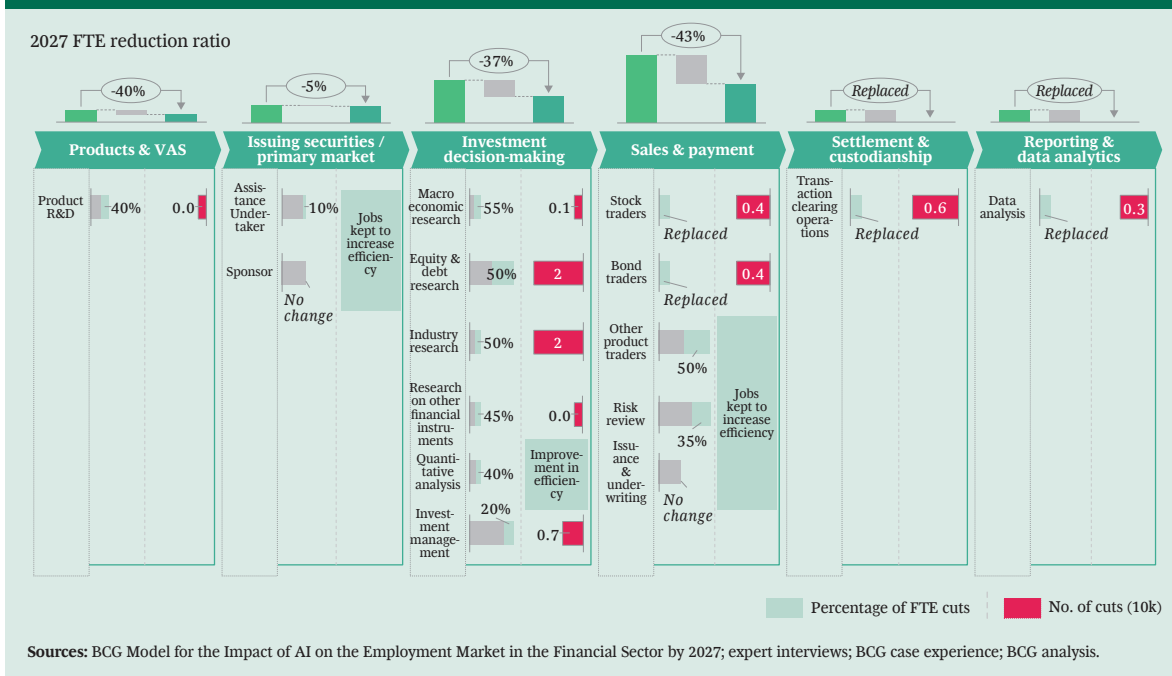 2027 FTE reduction ratio
-40%
-5%
-37%
-43%
Replaced
Replaced
Products & VAS
Issuing securities /
primary market
Investment
decision-making
Sales & payment
Settlement &
custodianship
Reporting &
data analytics
Product
R&D
40%
0.0
Assis-
tance
Under-
taker
10%
Sponsor
No
change
Jobs
kept to
increase
efficien-
cy
Macro
economic
research
55%
0.1
Equity &
debt
research
50%
2
Industry
research
50%
2
Research
on other
financial
instru-
ments
45%
0.0
Quanti-
tative
analysis
40%
Improve-
ment in
efficien-
cy
Invest-
ment
manage-
ment
20%
0.7
Stock
traders
Replaced
0.4
Bond
traders
Replaced
0.4
Other
product
traders
50%
Risk
review
35%
Issu-
ance
&
under-
writing
No
change
Jobs
kept to
increase
efficiency
Trans-
action
clearing
opera-
tions
Replaced
0.6
Data
analysis
Replaced
0.3
Percentage of FTE cuts
No. of cuts (10k)
Sources: BCG Model for the Impact of AI on the Employment Market in the Financial Sector by 2027; expert interviews; BCG case experience; BCG analysis.